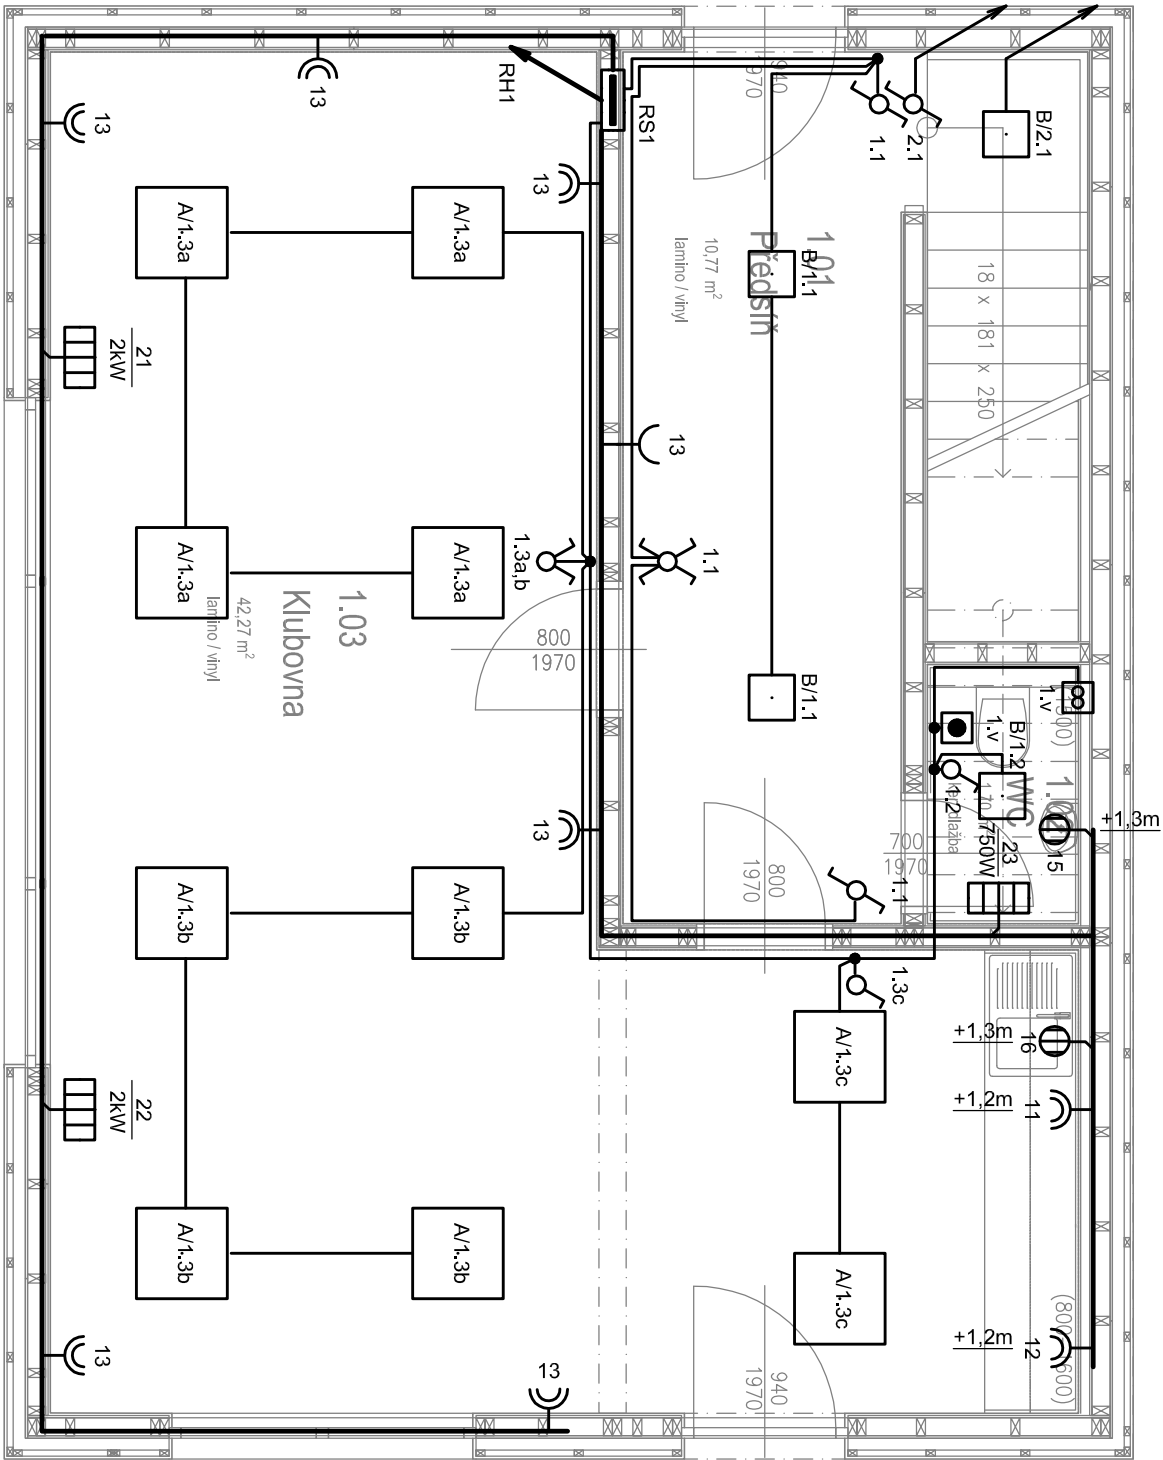 13
13
RH1
RS1
13
940
1970
1.1
2.1
B/2.1
A/1.3a
A/1.3a
1.01
Předsíň
10,77 m²
lamino / vinyl
B/1.1
18 x 181 x 250
21
2kW
13
A/1.3a
A/1.3a
1.3a,b
1.1
1.03
Klubovna
42,27 m²
lamino / vinyl
800
1970
B/1.1
1.v
1.v
B/1.2
1.2
WC
+1,3m
15
23
750W
700
1970
13
800
1970
1.1
A/1.3b
A/1.3b
1.3c
A/1.3c
+1,3m
16
+1,2m
11
22
2kW
A/1.3b
A/1.3b
A/1.3c
+1,2m
12
13
13
940
1970